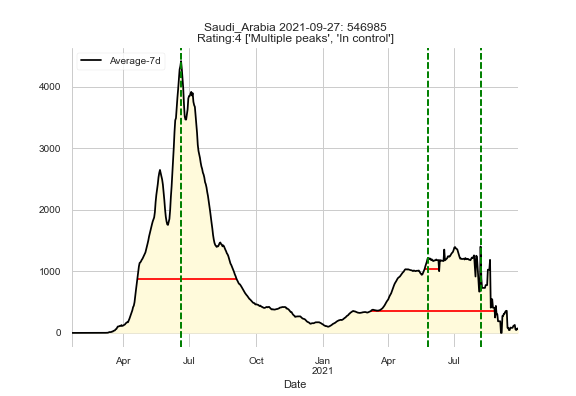 Saudi_Arabia 2021-09-27: 546985
Rating:4 ['Multiple peaks', 'In control']
Average-7d
4000
3000
2000
1000
0
Apr
Jul
Oct
Jan
2021
Apr
Jul
Date